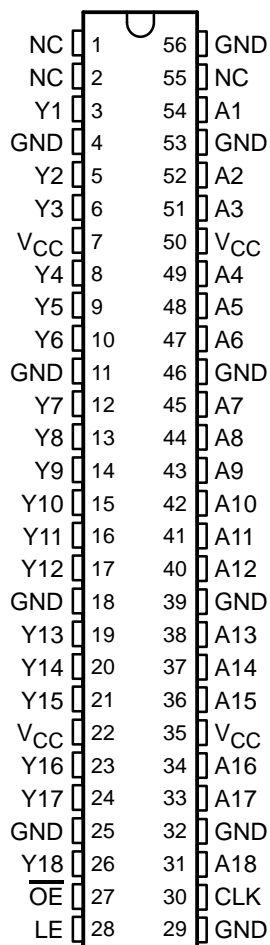 NC 1 56 GND
NC 2 55 NC
Y1 3 54 A1
GND 4 53 GND
Y2 5 52 A2
Y3 6 51 A3
VCC 7 50 VCC
Y4 8 49 A4
Y5 9 48 A5
Y6 10 47 A6
GND 11 46 GND
Y7 12 45 A7
Y8 13 44 A8
Y9 14 43 A9
Y10 15 42 A10
Y11 16 41 A11
Y12 17 40 A12
GND 18 39 GND
Y13 19 38 A13
Y14 20 37 A14
Y15 21 36 A15
VCC 22 35 VCC
Y16 23 34 A16
Y17 24 33 A17
GND 25 32 GND
Y18 26 31 A18
O̅E̅ 27 30 CLK
LE 28 29 GND